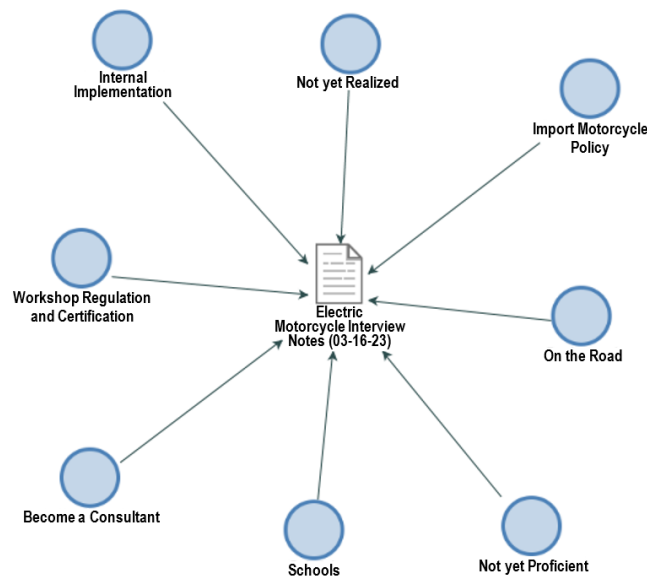 Internal
Implementation
Not yet Realized
Import Motorcycle
Policy
Workshop Regulation
and Certification
Electric
Motorcycle Interview
Notes (03-16-23)
On the Road
Become a Consultant
Schools
Not yet Proficient